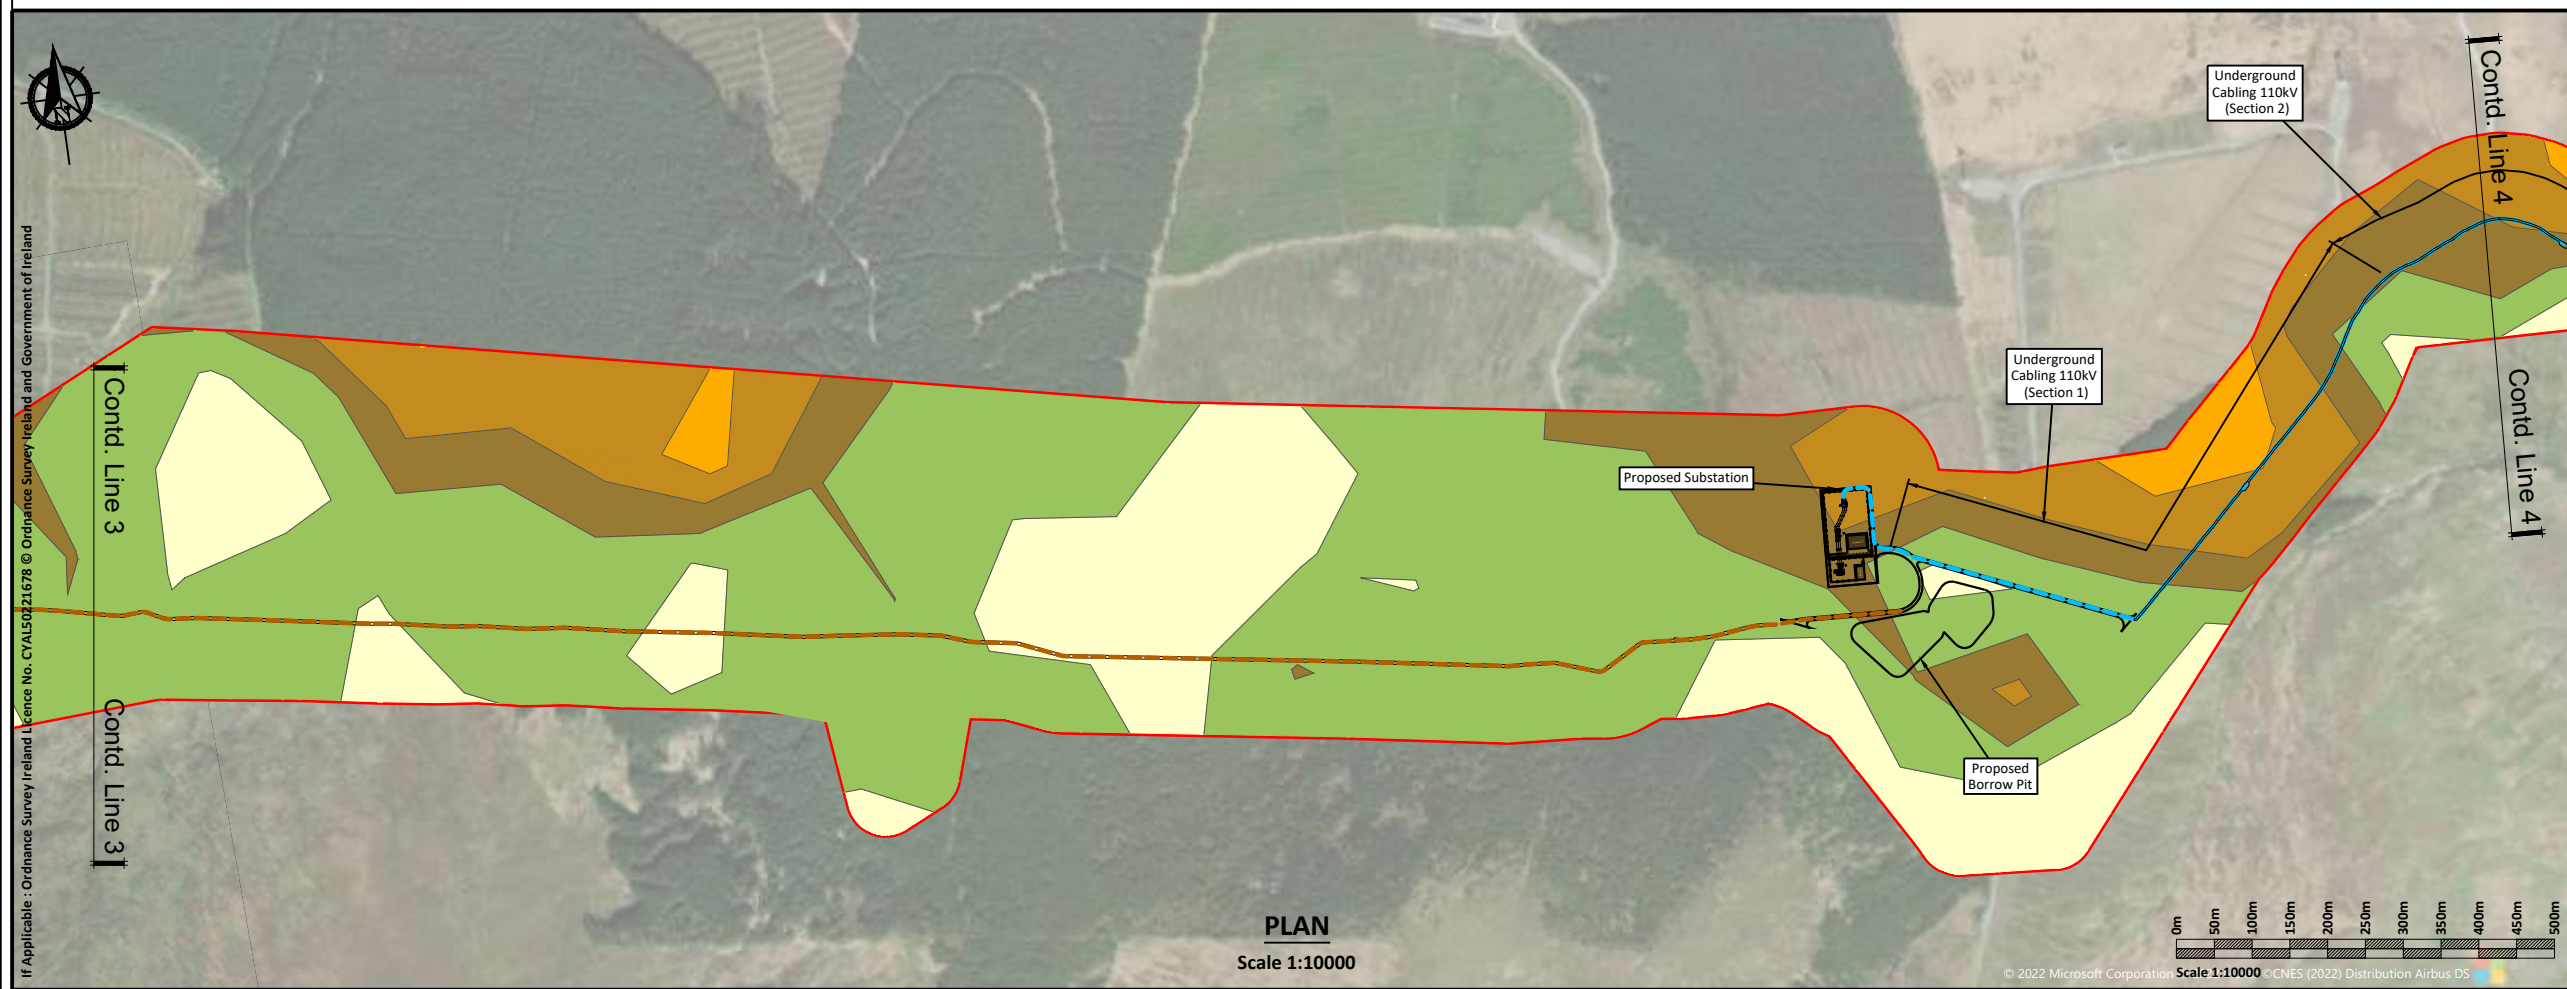 Underground
Cabling 110kV
(Section 2)
Contd. Line 4
Contd. Line 4
Underground
Cabling 110kV
(Section 1)
Proposed Substation
Contd. Line 3
Contd. Line 3
If Applicable : Ordnance Survey Ireland Licence No. CYAL50221678 © Ordnance Survey Ireland and Government of Ireland
Proposed
Borrow Pit
PLAN
Scale 1:10000
0m 50m 100m 150m 200m 250m 300m 350m 400m 450m 500m
Scale 1:10000
© 2022 Microsoft Corporation ©CNES (2022) Distribution Airbus DS